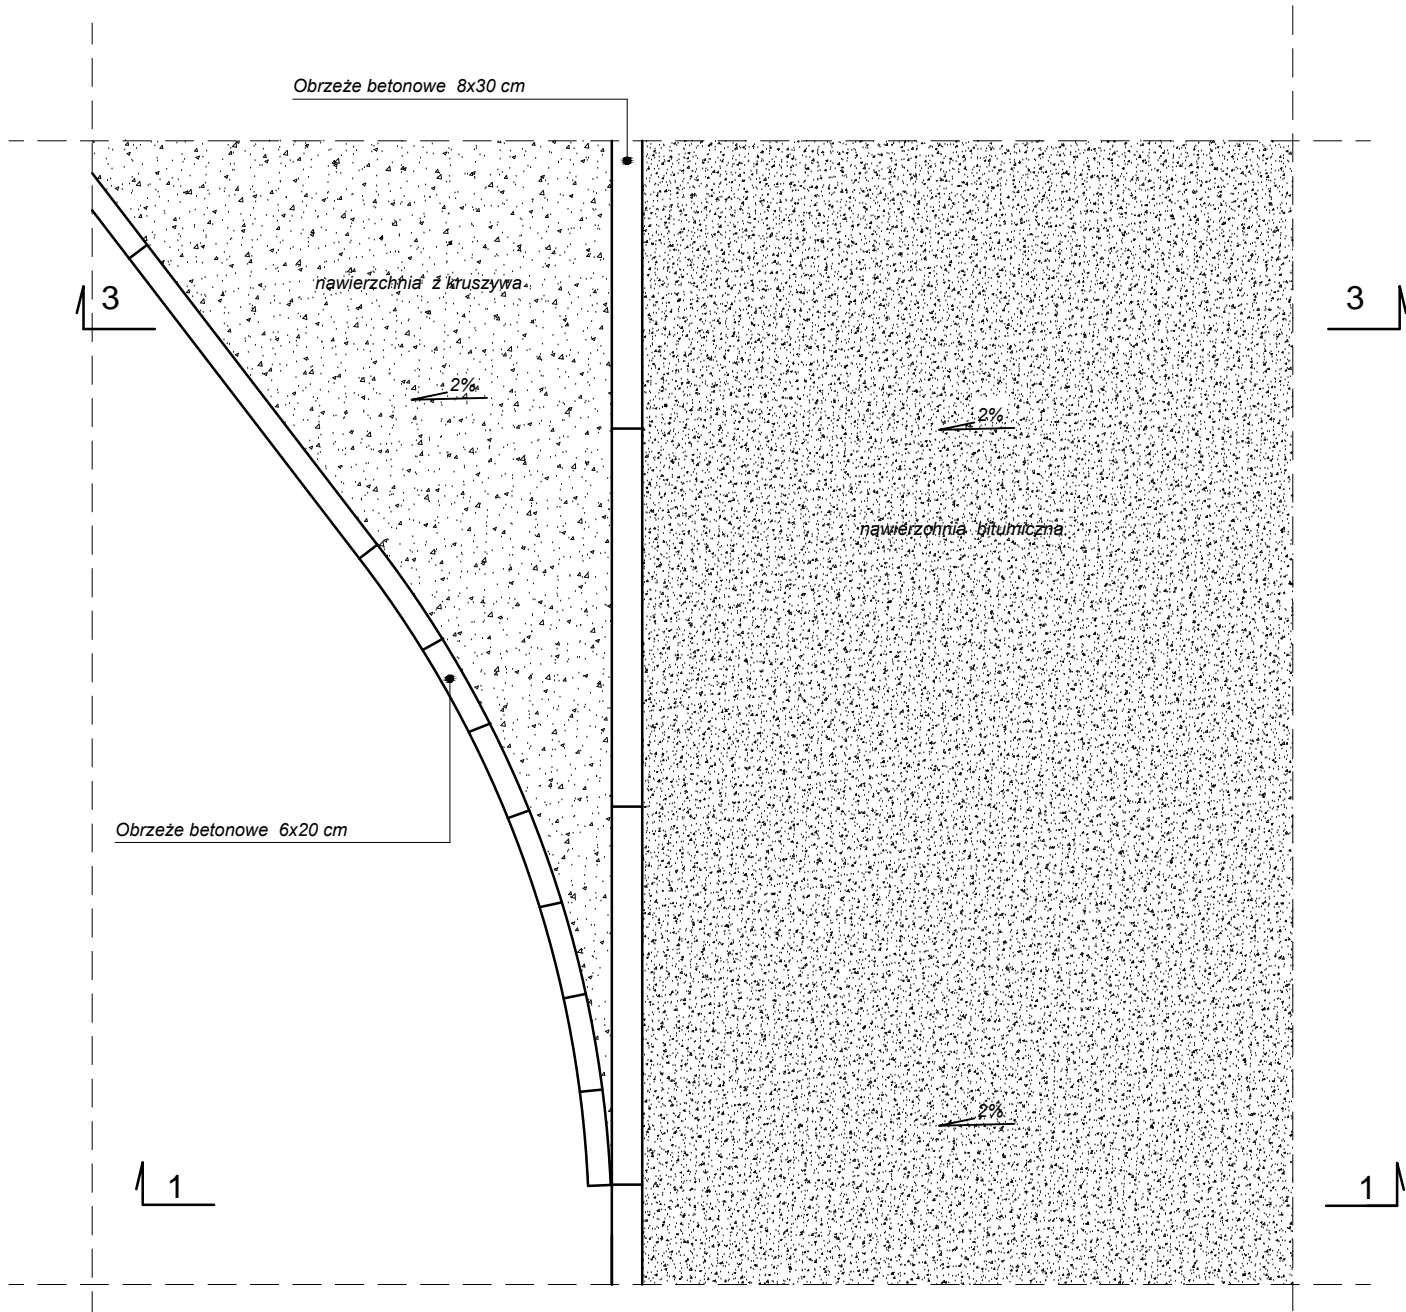 Obrzeże betonowe 8x30 cm
nawierzchnia z kruszywa
3
3
2%
2%
nawierzchnia bitumiczna
Obrzeże betonowe 6x20 cm
2%
1
1